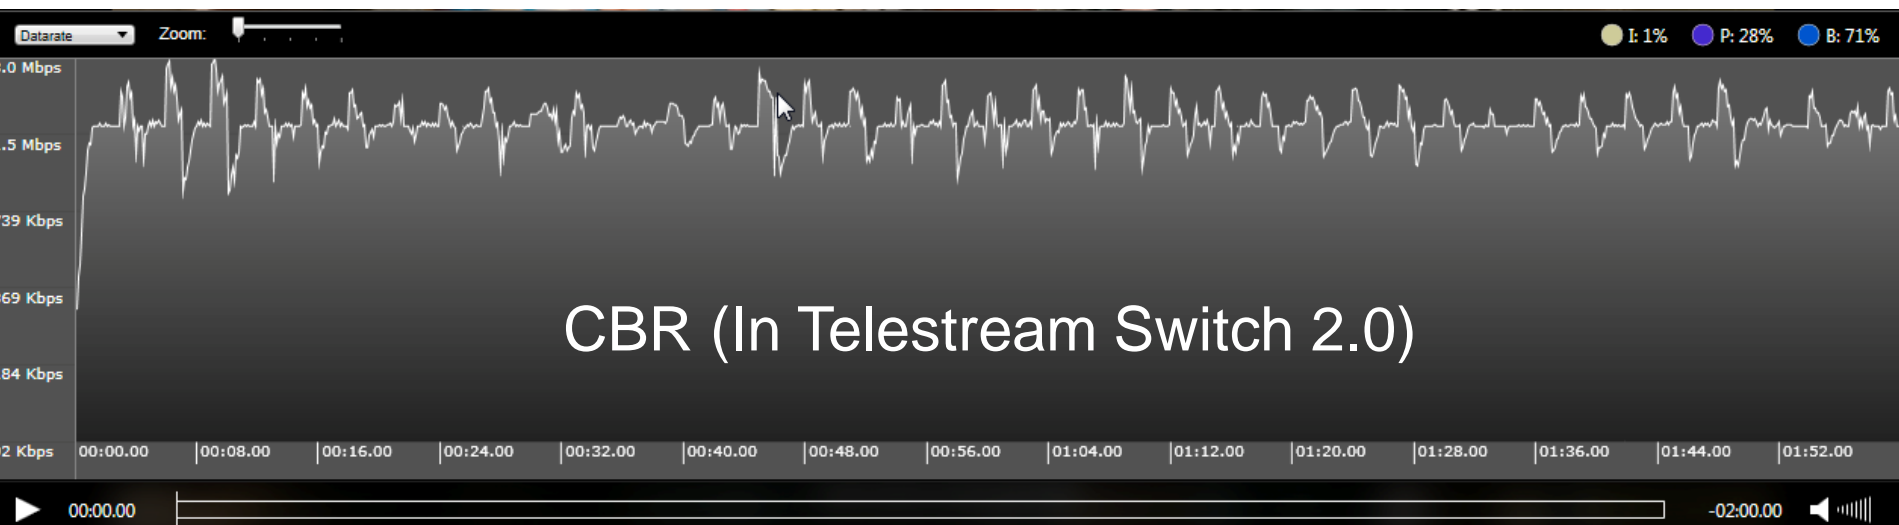 Datarate Zoom: I: 1% P: 28% B: 71%
.0 Mbps
.5 Mbps
39 Kbps
69 Kbps
CBR (In Telestream Switch 2.0)
84 Kbps
2 Kbps 00:00.00 00:08.00 00:16.00 00:24.00 00:32.00 00:40.00 00:48.00 00:56.00 01:04.00 01:12.00 01:20.00 01:28.00 01:36.00 01:44.00 01:52.00
00:00.00 -02:00.00